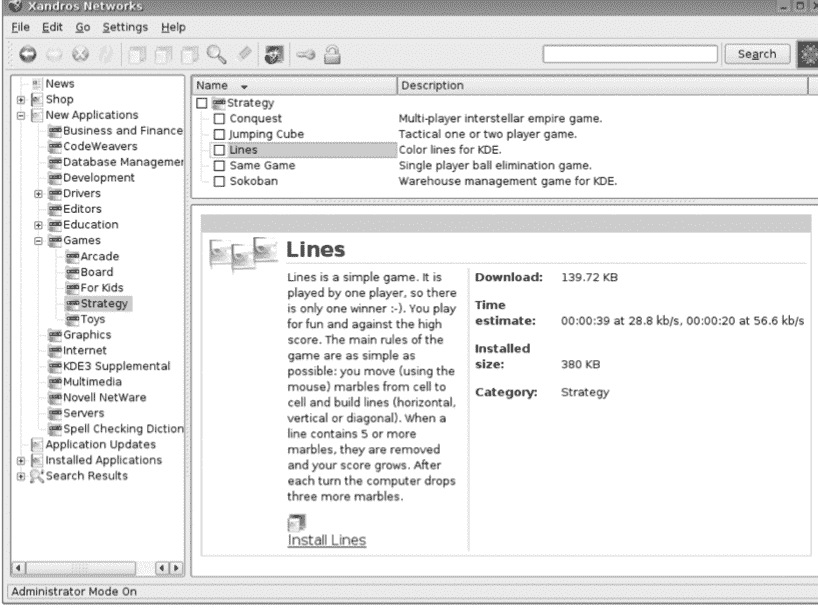 Xandros Networks
File Edit Go Settings Help
Search
News
Shop
New Applications
Business and Finance
CodeWeavers
Database Managemer
Development
Drivers
Editors
Education
Games
Arcade
Board
For Kids
Strategy
Toys
Graphics
Internet
KDE3 Supplemental
Multimedia
Novell NetWare
Servers
Spell Checking Diction
Application Updates
Installed Applications
Search Results
Name Description
Strategy
Conquest Multi-player interstellar empire game.
Jumping Cube Tactical one or two player game.
Lines Color lines for KDE.
Same Game Single player ball elimination game.
Sokoban Warehouse management game for KDE.
Lines
Lines is a simple game. It is
played by one player, so there
is only one winner :-). You play
for fun and against the high
score. The main rules of the
game are as simple as
possible: you move (using the
mouse) marbles from cell to
cell and build lines (horizontal,
vertical or diagonal). When a
line contains 5 or more
marbles, they are removed
and your score grows. After
each turn the computer drops
three more marbles.
Install Lines
Download: 139.72 KB
Time
estimate: 00:00:39 at 28.8 kb/s, 00:00:20 at 56.6 kb/s
Installed
size: 380 KB
Category: Strategy
Administrator Mode On